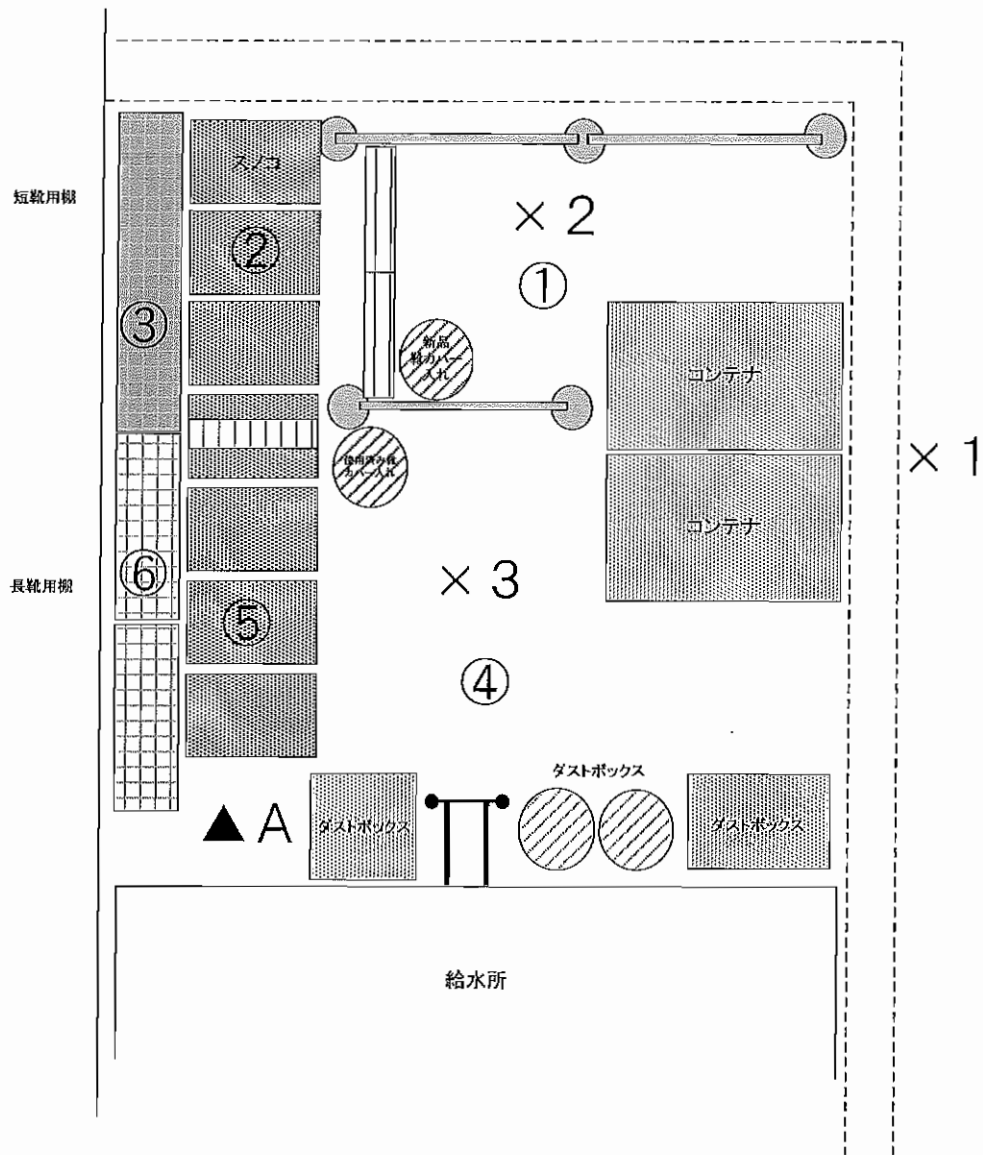 短靴用棚
スノコ
×2
②
①
③
新品
靴カバー
入れ
コンテナ
×1
使用済み靴
カバー入れ
コンテナ
長靴用棚
⑥
×3
⑤
④
ダストボックス
▲A
ダストボックス
ダストボックス
給水所